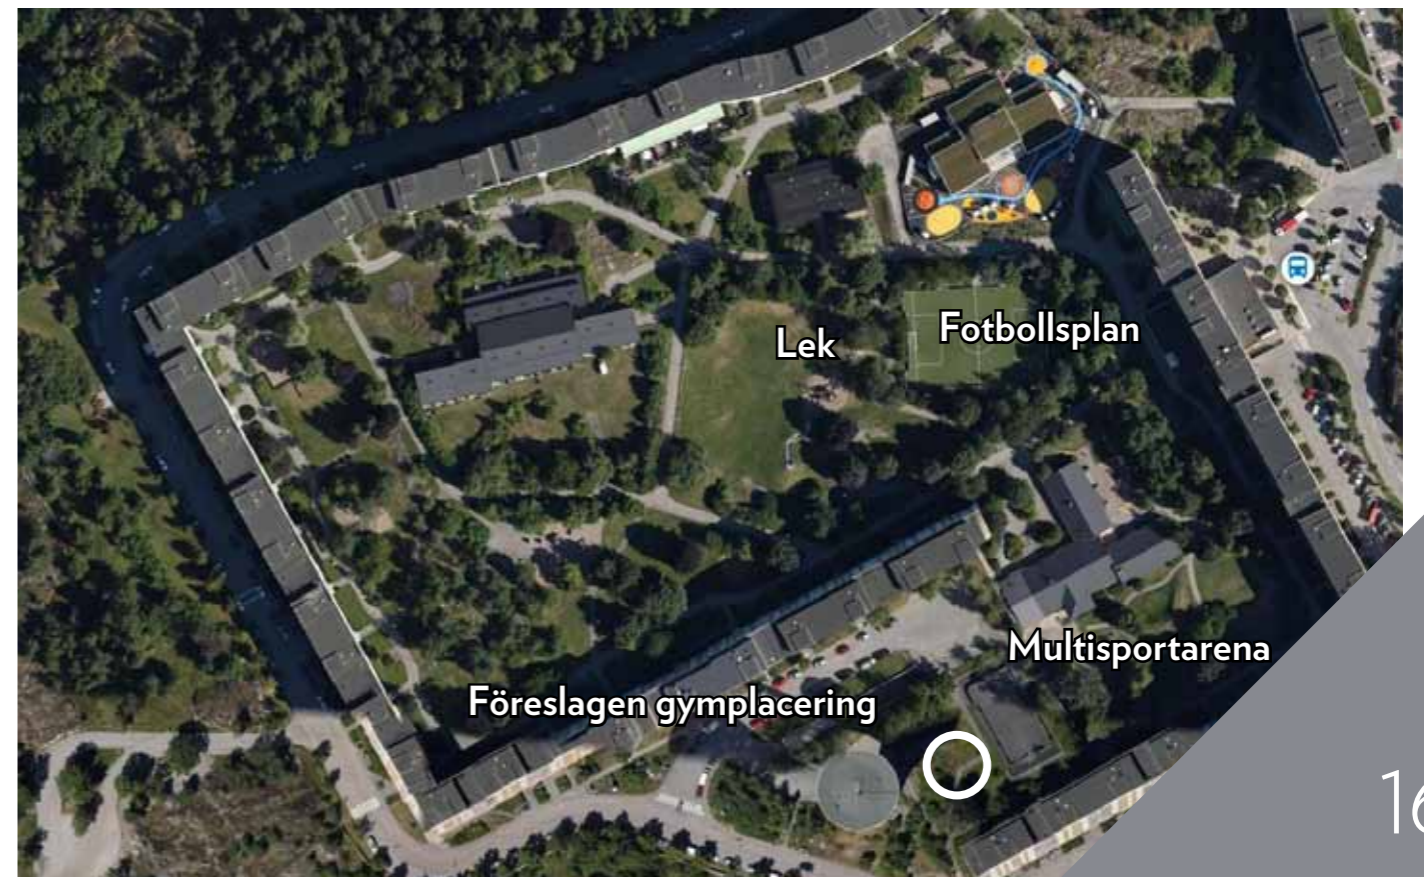 Lek
Fotbollsplan
Multisportarena
Föreslagen gymplacering
16